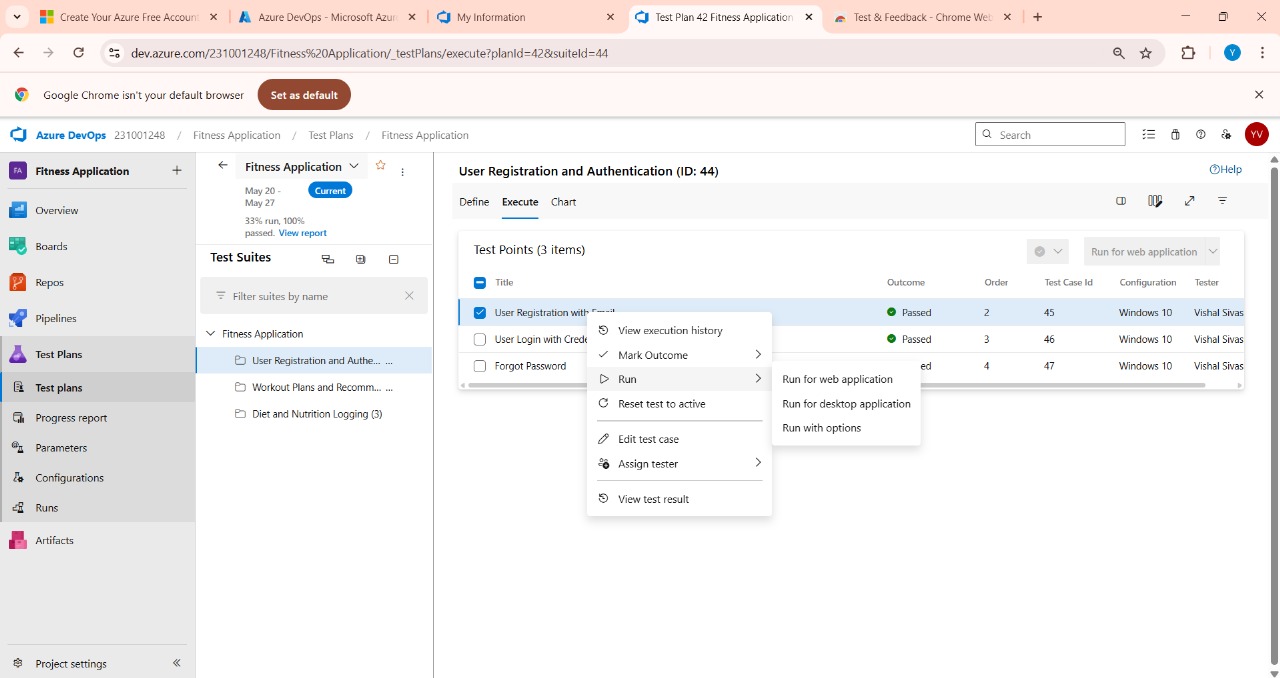 Create Your Azure Free Account
Azure DevOps - Microsoft Azur
My Information
Test Plan 42 Fitness Application
Test & Feedback - Chrome Web
dev.azure.com/231001248/Fitness%20Application/_testPlans/execute?planId=42&suiteId=44
Y
Google Chrome isn't your default browser
Set as default
Azure DevOps 231001248 / Fitness Application / Test Plans / Fitness Application
Search
YV
FA Fitness Application
Overview
Boards
Repos
Pipelines
Test Plans
Test plans
Progress report
Parameters
Configurations
Runs
Artifacts
Project settings
Fitness Application
May 20 -
May 27
Current
33% run, 100%
passed. View report
Test Suites
Filter suites by name
Fitness Application
User Registration and Authe... ...
Workout Plans and Recomm... ...
Diet and Nutrition Logging (3)
User Registration and Authentication (ID: 44)
Help
Define Execute Chart
Test Points (3 items)
Run for web application
Title Outcome Order Test Case Id Configuration Tester
User Registration with Email Passed 2 45 Windows 10 Vishal Sivas
User Login with Crede Passed 3 46 Windows 10 Vishal Sivas
Forgot Password ed 4 47 Windows 10 Vishal Sivas
View execution history
Mark Outcome
Run
Reset test to active
Edit test case
Assign tester
View test result
Run for web application
Run for desktop application
Run with options